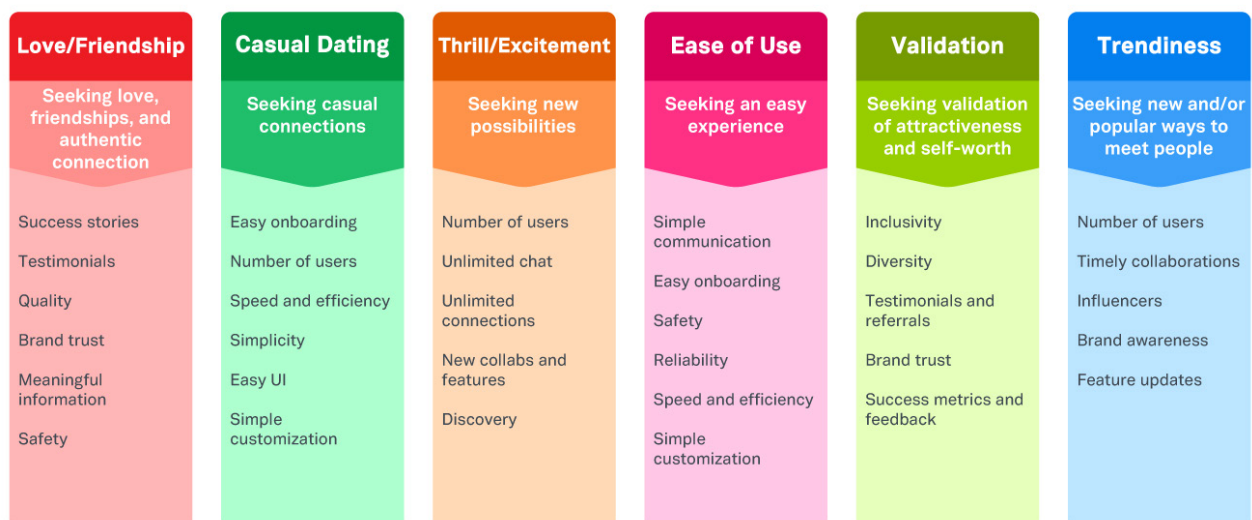 Love/Friendship
Seeking love,
friendships, and
authentic
connection
Success stories
Testimonials
Quality
Brand trust
Meaningful
information
Safety
Casual Dating
Seeking casual
connections
Easy onboarding
Number of users
Speed and efficiency
Simplicity
Easy UI
Simple
customization
Thrill/Excitement
Seeking new
possibilities
Number of users
Unlimited chat
Unlimited
connections
New collabs and
features
Discovery
Ease of Use
Seeking an easy
experience
Simple
communication
Easy onboarding
Safety
Reliability
Speed and efficiency
Simple
customization
Validation
Seeking validation
of attractiveness
and self-worth
Inclusivity
Diversity
Testimonials and
referrals
Brand trust
Success metrics and
feedback
Trendiness
Seeking new and/or
popular ways to
meet people
Number of users
Timely collaborations
Influencers
Brand awareness
Feature updates